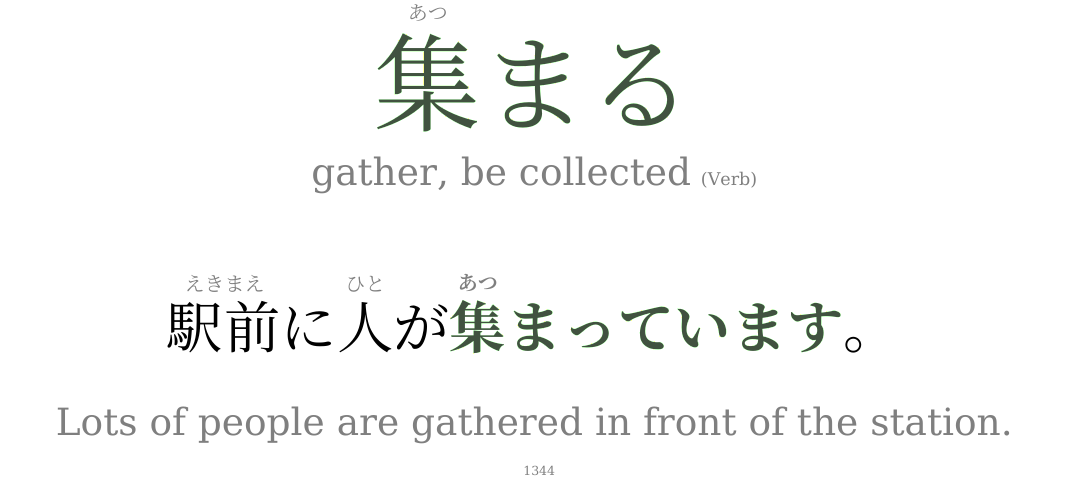 あつ
集まる
gather, be collected (Verb)
えきまえ ひと あつ
駅前に人が集まっています。
Lots of people are gathered in front of the station.
1344